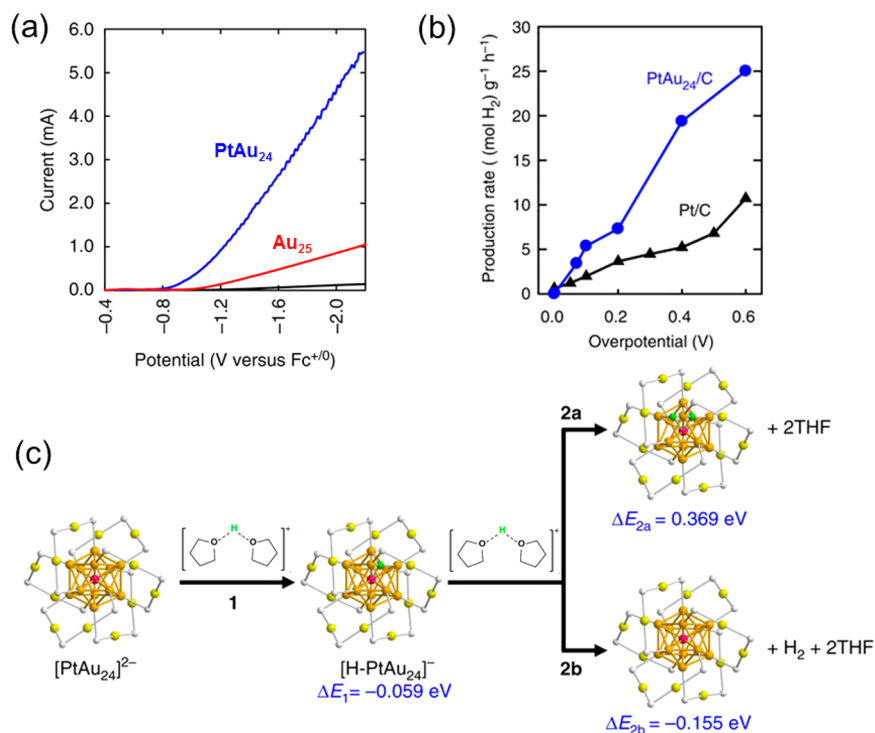 (a)
6.0
5.0
4.0
3.0
2.0
1.0
0.0
Current (mA)
PtAu₂₄
Au₂₅
−0.4
−0.8
−1.2
−1.6
−2.0
Potential (V versus Fc⁺/⁰)
(b)
30
25
20
15
10
5
0
Production rate ( (mol H₂) g⁻¹ h⁻¹)
PtAu₂₄/C
Pt/C
0.0
0.2
0.4
0.6
Overpotential (V)
(c)
[PtAu₂₄]²⁻
H
O
O
+
1
[H-PtAu₂₄]⁻
ΔE₁= −0.059 eV
H
O
O
+
2a
+ 2THF
ΔE₂ₐ = 0.369 eV
2b
+ H₂ + 2THF
ΔE_2b = −0.155 eV